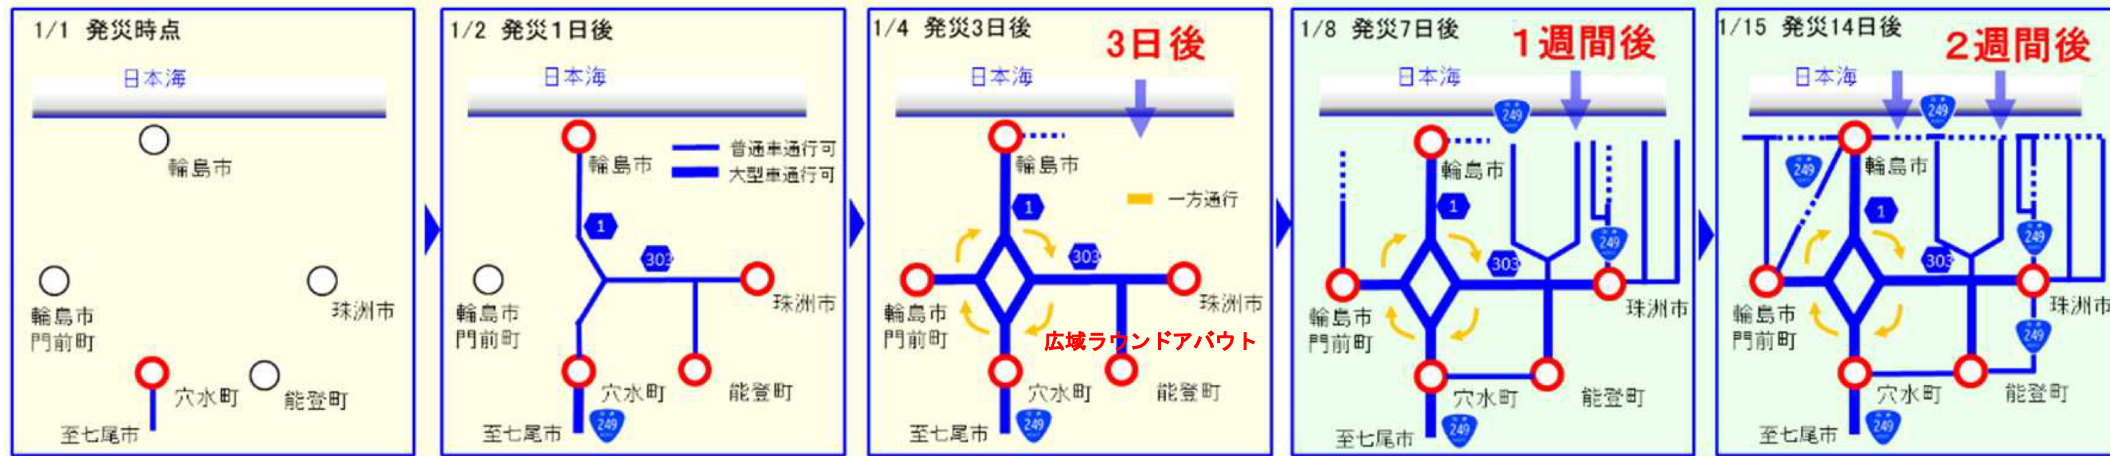 1/1 発災時点
日本海
輪島市
輪島市
門前町
珠洲市
穴水町
能登町
至七尾市
1/2 発災1日後
日本海
輪島市
普通車通行可
大型車通行可
1
303
輪島市
門前町
珠洲市
穴水町
能登町
至七尾市
249
1/4 発災3日後
3日後
日本海
輪島市
一方通行
1
303
輪島市
門前町
珠洲市
広域ラウンドアバウト
穴水町
能登町
至七尾市
249
1/8 発災7日後
1週間後
日本海
249
輪島市
1
249
303
輪島市
門前町
珠洲市
穴水町
能登町
至七尾市
249
1/15 発災14日後
2週間後
日本海
249
249
輪島市
1
249
303
輪島市
門前町
珠洲市
249
穴水町
能登町
至七尾市
249